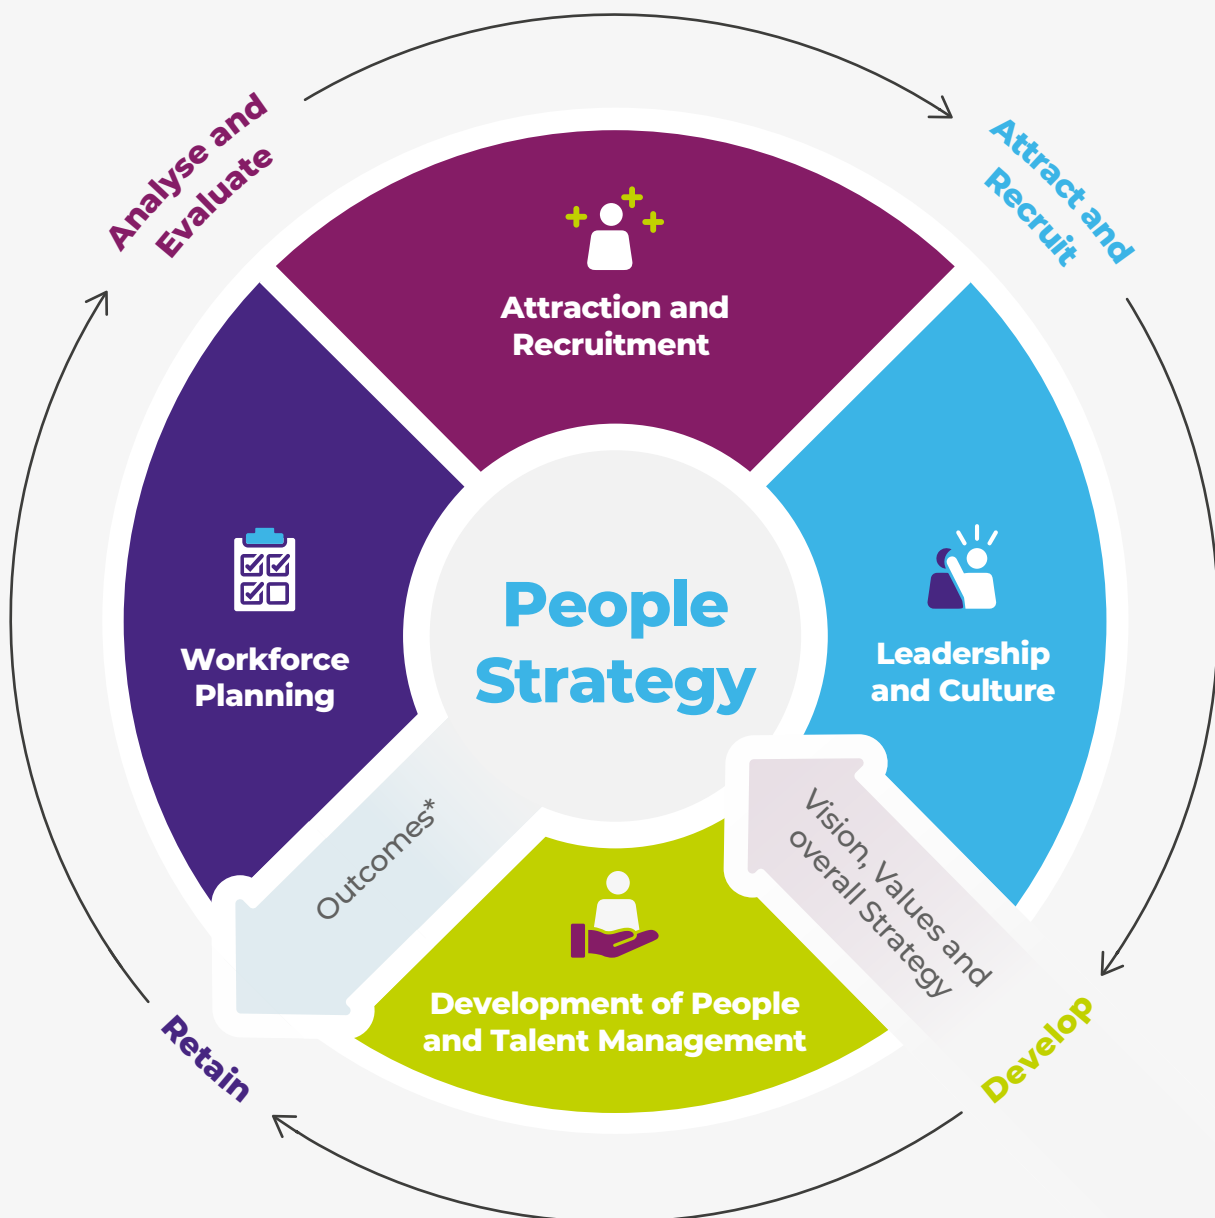 Analyse and
Evaluate
Attract and
Recruit
Attraction and
Recruitment
Workforce
Planning
People
Strategy
Leadership
and Culture
Outcomes*
Vision, Values and
overall Strategy
Development of People
and Talent Management
Retain
Develop